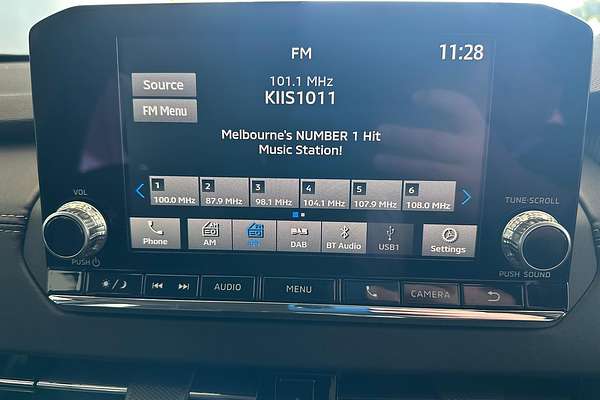 FM
11:28
Source
101.1 MHz
KIIS1011
FM Menu
Melbourne's NUMBER 1 Hit
Music Station!
1 2 3 4 5 6
100.0 MHz 87.9 MHz 98.1 MHz 104.1 MHz 107.9 MHz 108.0 MHz
VOL
PUSH
TUNE·SCROLL
PUSH SOUND
Phone
AM
FM
DAB
BT Audio
USB1
Settings
AUDIO
MENU
CAMERA